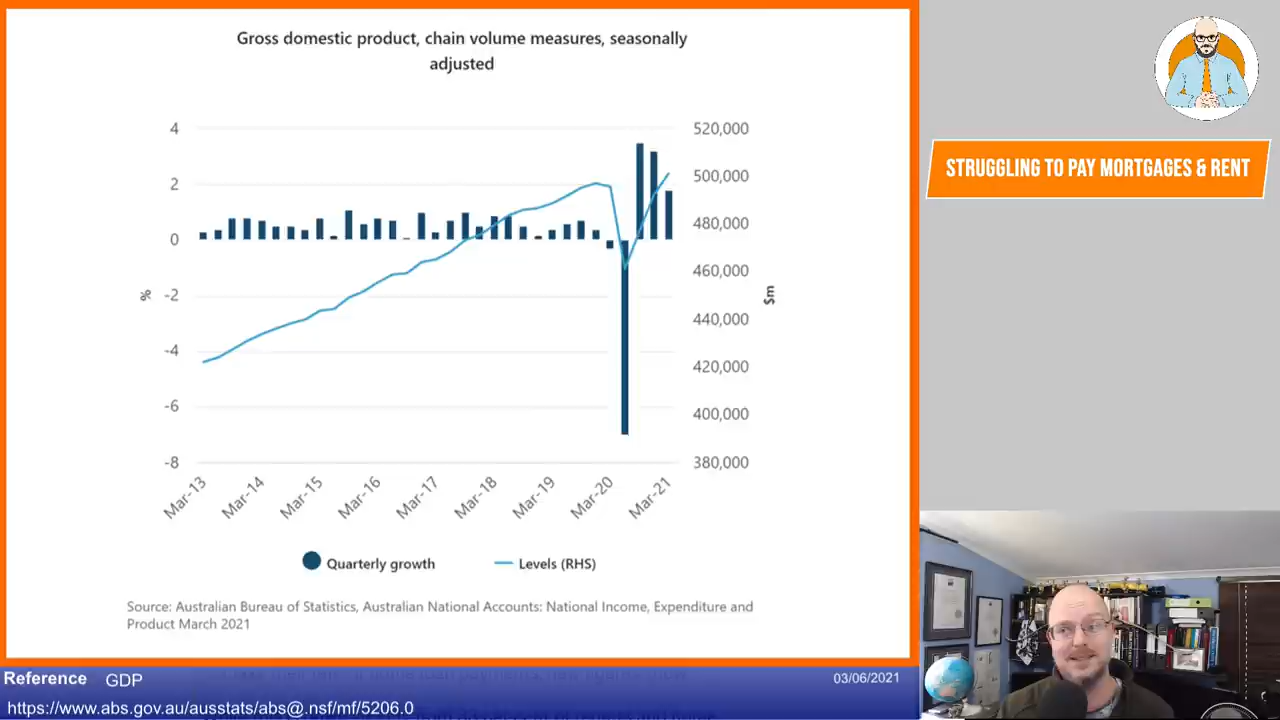 Gross domestic product, chain volume measures, seasonally
adjusted
STRUGGLING TO PAY MORTGAGES & RENT
4
2
0
-2
-4
-6
-8
%
520,000
500,000
480,000
460,000
440,000
420,000
400,000
380,000
$m
Mar-13
Mar-14
Mar-15
Mar-16
Mar-17
Mar-18
Mar-19
Mar-20
Mar-21
Quarterly growth
Levels (RHS)
Source: Australian Bureau of Statistics, Australian National Accounts: National Income, Expenditure and
Product March 2021
Reference GDP
03/06/2021
https://www.abs.gov.au/ausstats/abs@.nsf/mf/5206.0